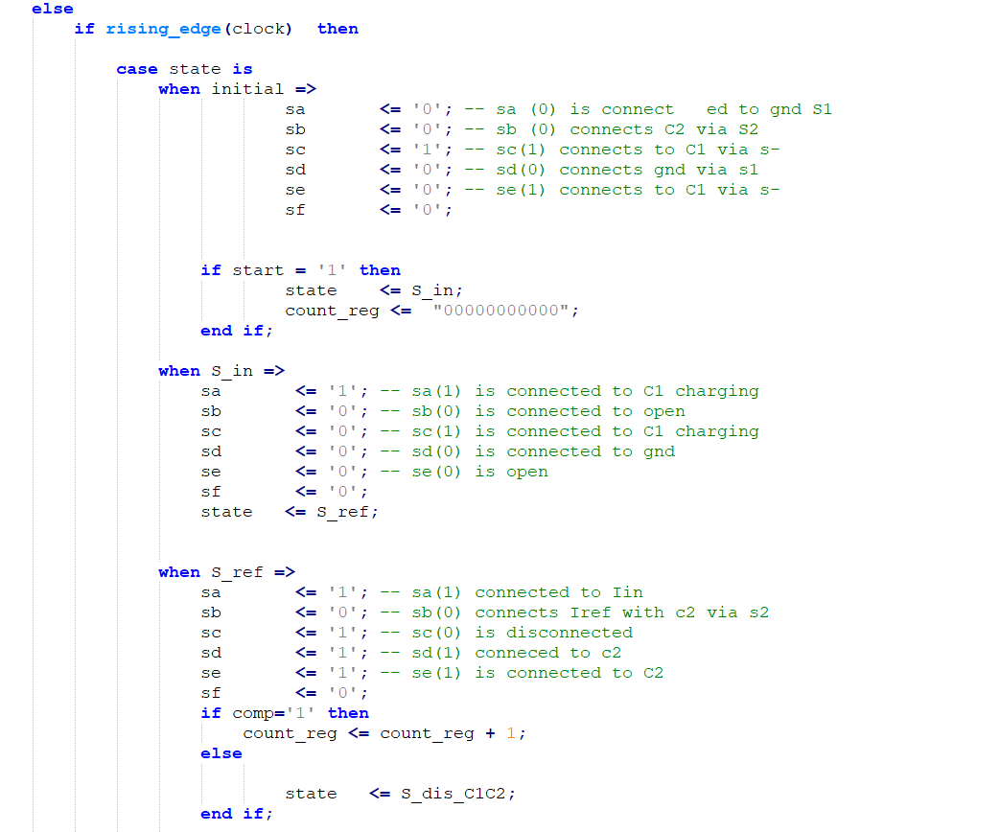 else
if rising_edge(clock) then
case state is
when initial =>
sa <= '0'; -- sa (0) is connect ed to gnd S1
sb <= '0'; -- sb (0) connects C2 via S2
sc <= '1'; -- sc(1) connects to C1 via s-
sd <= '0'; -- sd(0) connects gnd via s1
se <= '0'; -- se(1) connects to C1 via s-
sf <= '0';
if start = '1' then
state <= S_in;
count_reg <= "00000000000";
end if;
when S_in =>
sa <= '1'; -- sa(1) is connected to C1 charging
sb <= '0'; -- sb(0) is connected to open
sc <= '0'; -- sc(1) is connected to C1 charging
sd <= '0'; -- sd(0) is connected to gnd
se <= '0'; -- se(0) is open
sf <= '0';
state <= S_ref;
when S_ref =>
sa <= '1'; -- sa(1) connected to Iin
sb <= '0'; -- sb(0) connects Iref with c2 via s2
sc <= '1'; -- sc(0) is disconnected
sd <= '1'; -- sd(1) conneced to c2
se <= '1'; -- se(1) is connected to C2
sf <= '0';
if comp='1' then
count_reg <= count_reg + 1;
else
state <= S_dis_C1C2;
end if;